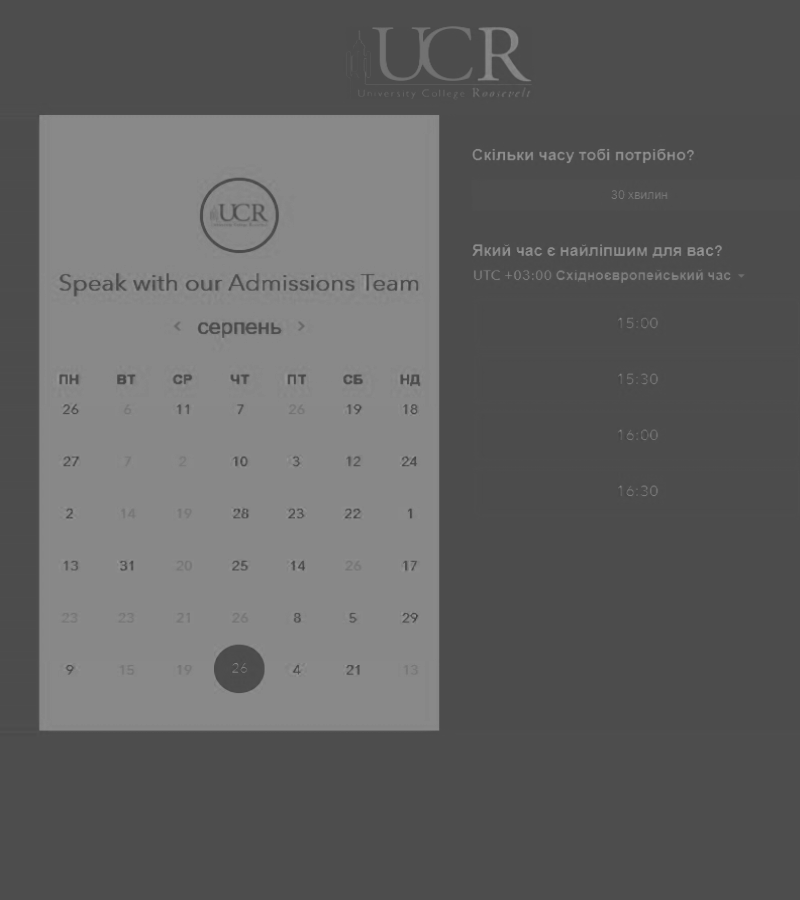 UCR
University College Roosevelt
UCR
Speak with our Admissions Team
< серпень >
ПН ВТ СР ЧТ ПТ СБ НД
26 6 11 7 26 19 18
27 7 2 10 3 12 24
2 14 19 28 23 22 1
13 31 20 25 14 26 17
23 23 21 26 8 5 29
9 15 19 26 4 21 13
Скільки часу тобі потрібно?
30 хвилин
Який час є найліпшим для вас?
UTC +03:00 Східноєвропейський час
15:00
15:30
16:00
16:30